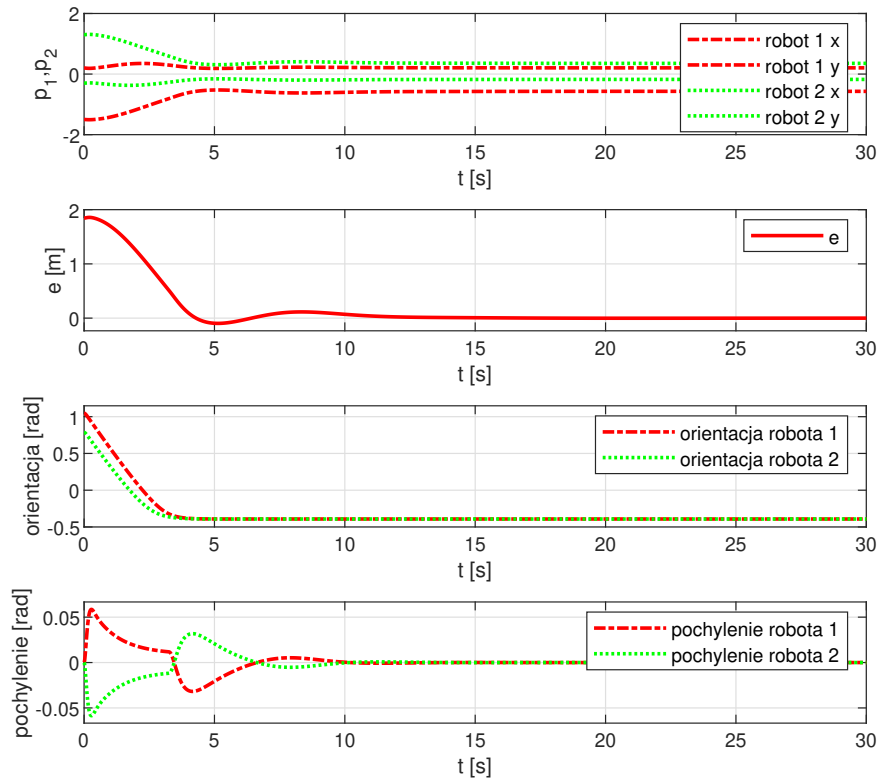 2
0
-2
p1,p2
robot 1 x
robot 1 y
robot 2 x
robot 2 y
0 5 10 15 20 25 30
t [s]
2
1
0
e [m]
e
0 5 10 15 20 25 30
t [s]
1
0.5
0
-0.5
orientacja [rad]
orientacja robota 1
orientacja robota 2
0 5 10 15 20 25 30
t [s]
0.05
0
-0.05
pochylenie [rad]
pochylenie robota 1
pochylenie robota 2
0 5 10 15 20 25 30
t [s]